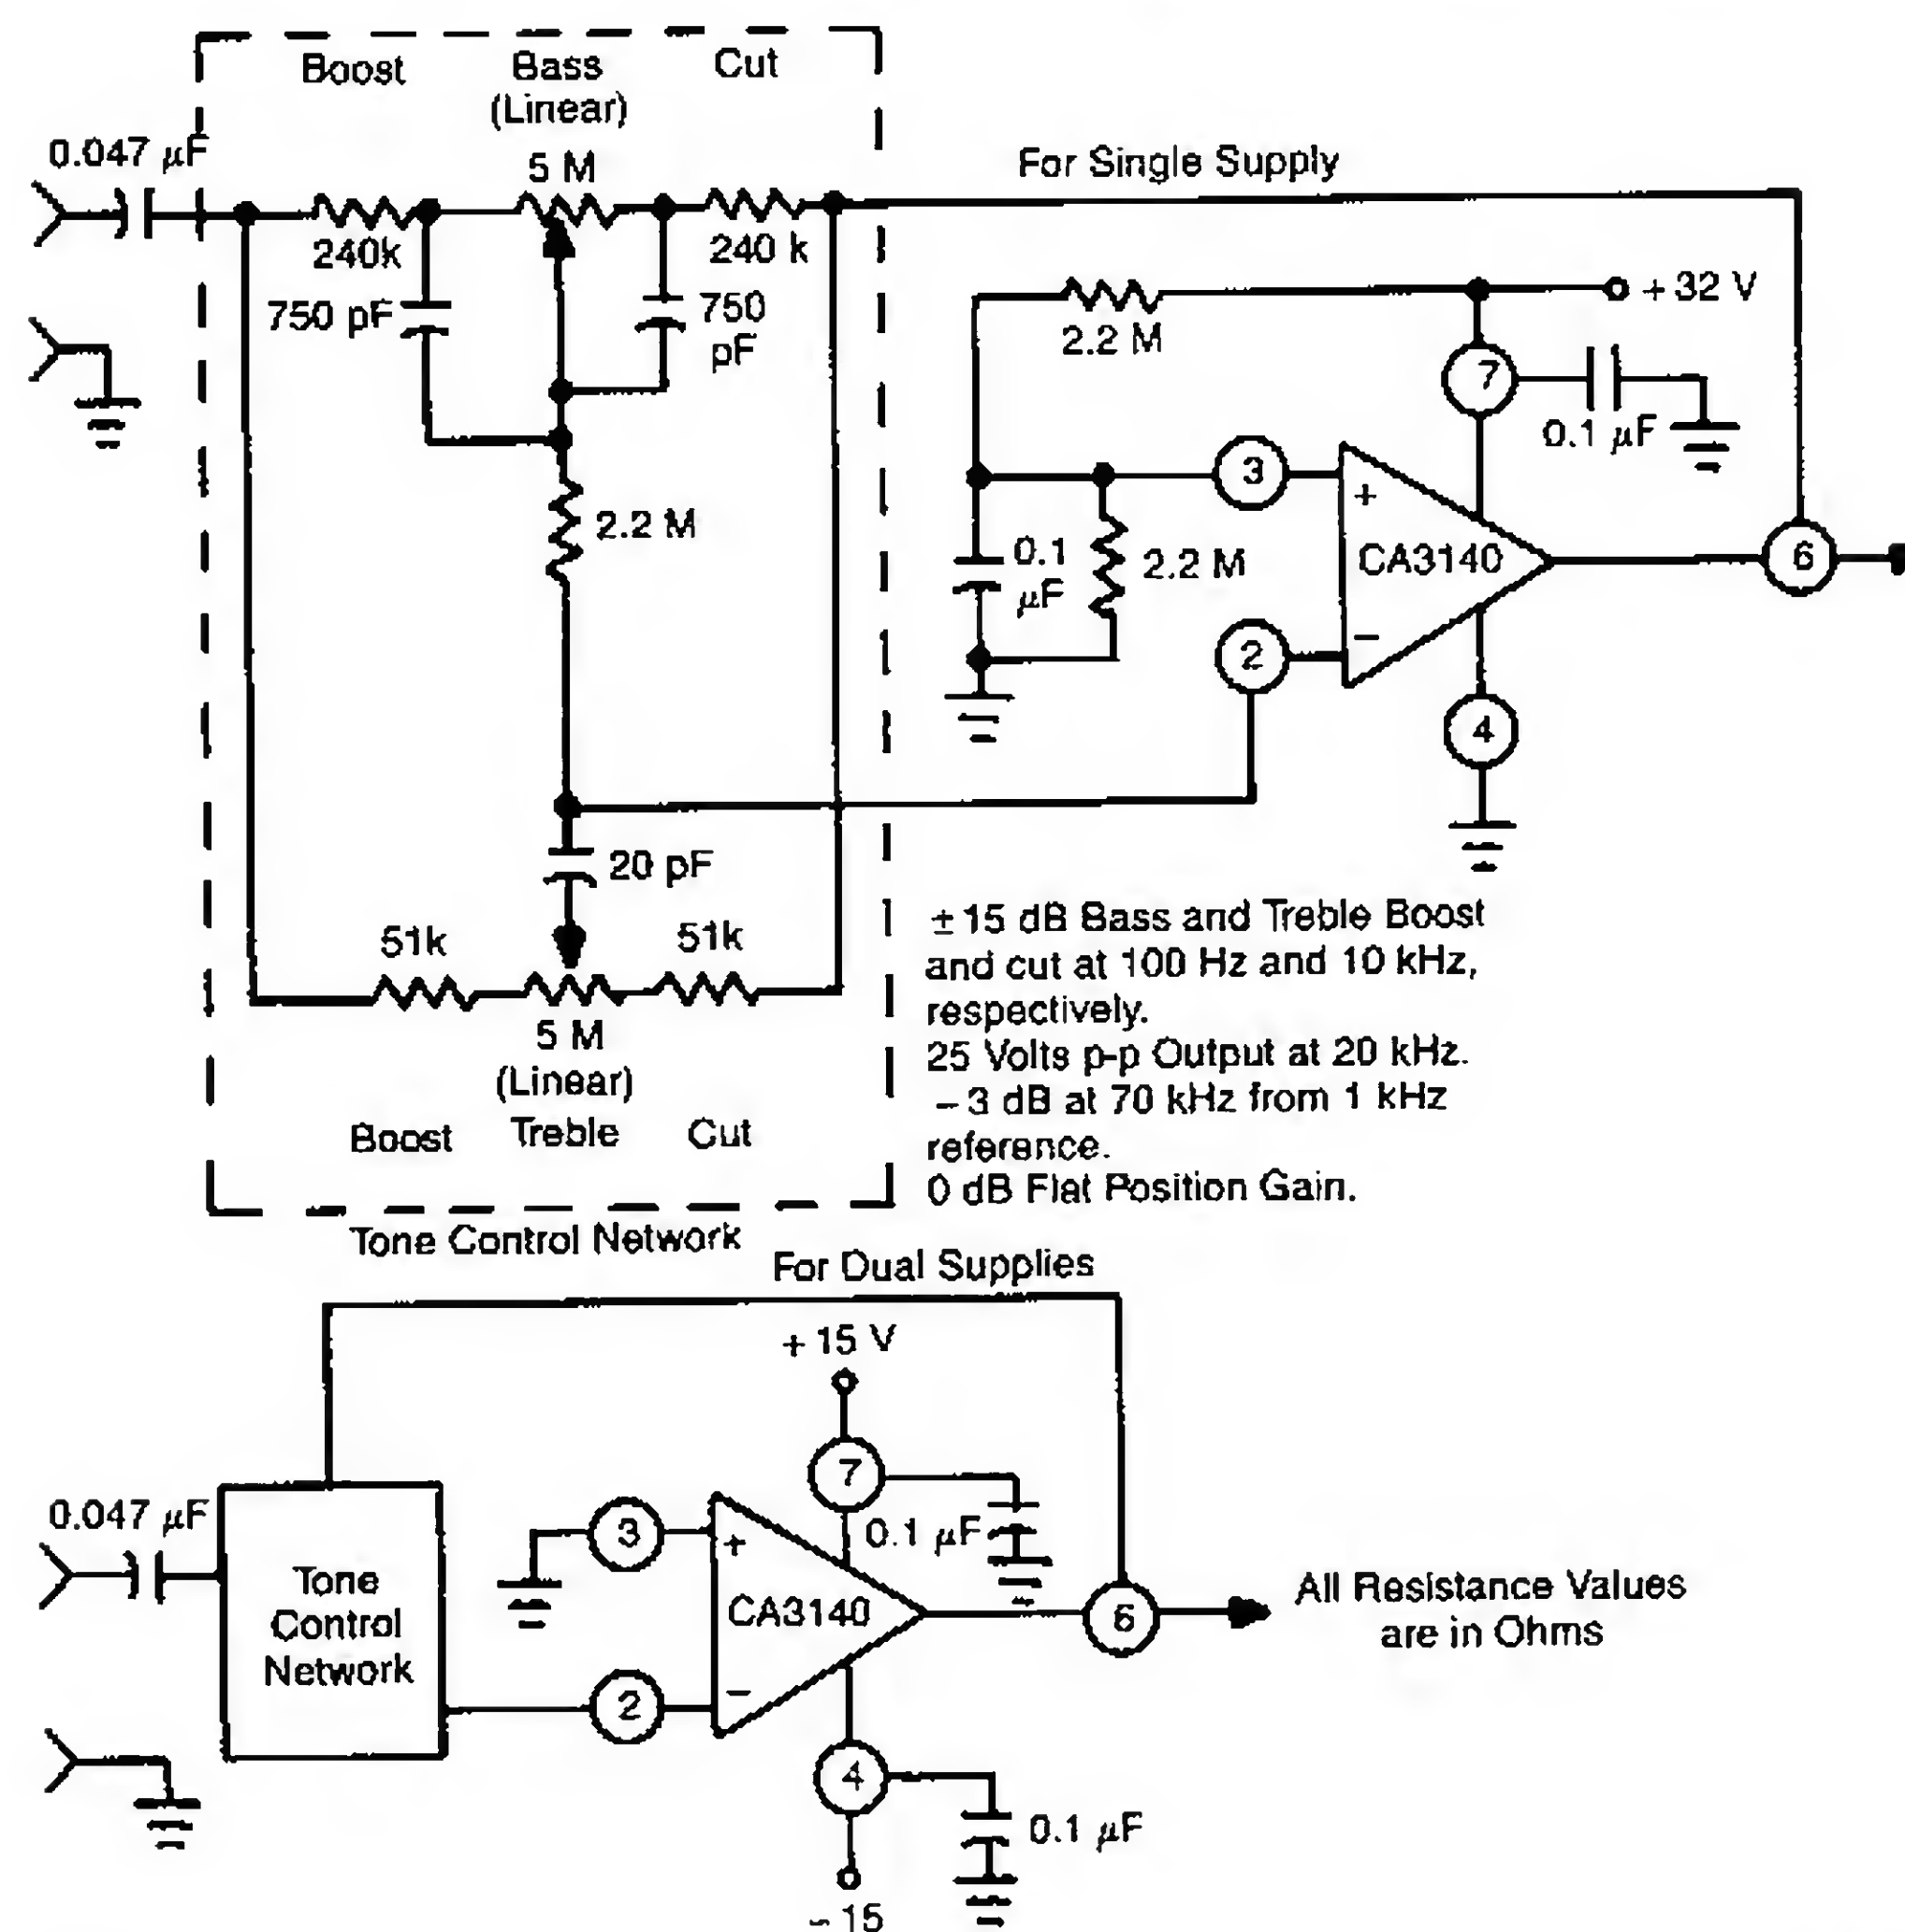 Boost Bass Cut
(Linear)
0.047 µF
5 M
For Single Supply
240k
240 k
+ 32 V
750 pF
750
pF
2.2 M
7
0.1 µF
3
+
2.2 M
0.1
µF
2.2 M
CA3140
6
2
−
4
20 pF
51k
51k
5 M
(Linear)
Boost Treble Cut
± 15 dB Bass and Treble Boost
and cut at 100 Hz and 10 kHz,
respectively.
25 Volts p-p Output at 20 kHz.
– 3 dB at 70 kHz from 1 kHz
reference.
0 dB Flat Position Gain.
Tone Control Network
For Dual Supplies
+ 15 V
0.047 µF
7
3
+
0.1 µF
Tone
Control
Network
CA3140
6
All Resistance Values
are in Ohms
2
−
4
0.1 µF
– 15